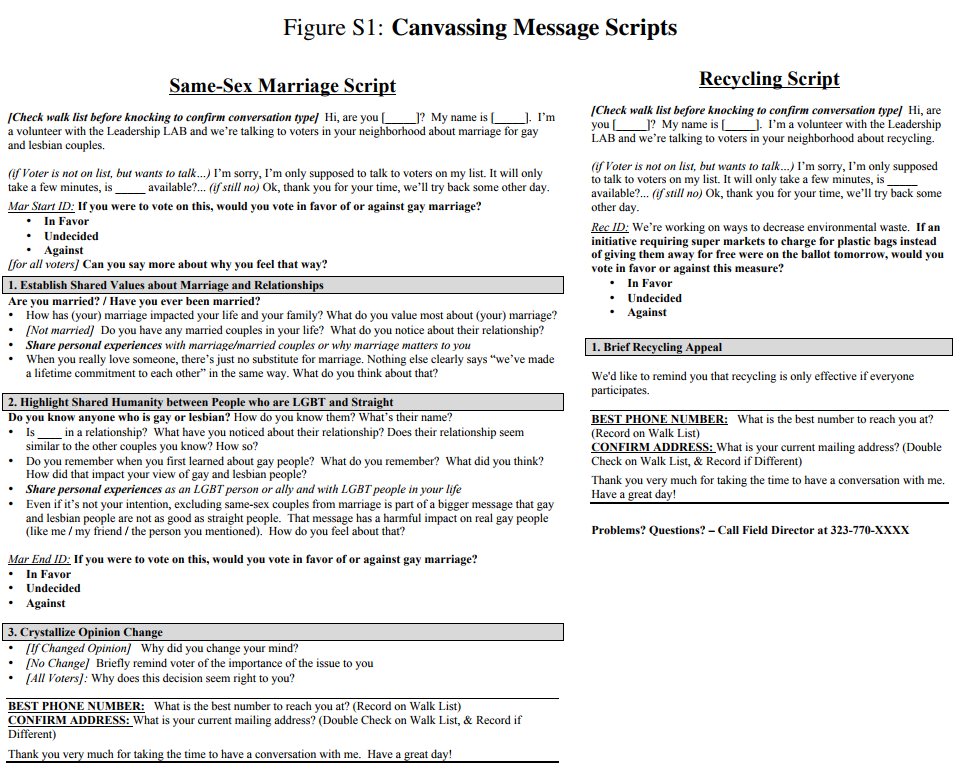 Figure S1: Canvassing Message Scripts
Same-Sex Marriage Script
[Check walk list before knocking to confirm conversation type] Hi, are you [_____]? My name is [_____]. I'm
a volunteer with the Leadership LAB and we're talking to voters in your neighborhood about marriage for gay
and lesbian couples.
(if Voter is not on list, but wants to talk…) I'm sorry, I'm only supposed to talk to voters on my list. It will only
take a few minutes, is _____ available?... (if still no) Ok, thank you for your time, we'll try back some other day.
Mar Start ID: If you were to vote on this, would you vote in favor of or against gay marriage?
• In Favor
• Undecided
• Against
[for all voters] Can you say more about why you feel that way?
1. Establish Shared Values about Marriage and Relationships
Are you married? / Have you ever been married?
• How has (your) marriage impacted your life and your family? What do you value most about (your) marriage?
• [Not married] Do you have any married couples in your life? What do you notice about their relationship?
• Share personal experiences with marriage/married couples or why marriage matters to you
• When you really love someone, there's just no substitute for marriage. Nothing else clearly says “we've made
a lifetime commitment to each other” in the same way. What do you think about that?
2. Highlight Shared Humanity between People who are LGBT and Straight
Do you know anyone who is gay or lesbian? How do you know them? What's their name?
• Is ____ in a relationship? What have you noticed about their relationship? Does their relationship seem
similar to the other couples you know? How so?
• Do you remember when you first learned about gay people? What do you remember? What did you think?
How did that impact your view of gay and lesbian people?
• Share personal experiences as an LGBT person or ally and with LGBT people in your life
• Even if it's not your intention, excluding same-sex couples from marriage is part of a bigger message that gay
and lesbian people are not as good as straight people. That message has a harmful impact on real gay people
(like me / my friend / the person you mentioned). How do you feel about that?
Mar End ID: If you were to vote on this, would you vote in favor of or against gay marriage?
• In Favor
• Undecided
• Against
3. Crystallize Opinion Change
• [If Changed Opinion] Why did you change your mind?
• [No Change] Briefly remind voter of the importance of the issue to you
• [All Voters]: Why does this decision seem right to you?
BEST PHONE NUMBER: What is the best number to reach you at? (Record on Walk List)
CONFIRM ADDRESS: What is your current mailing address? (Double Check on Walk List, & Record if
Different)
Thank you very much for taking the time to have a conversation with me. Have a great day!
Recycling Script
[Check walk list before knocking to confirm conversation type] Hi, are
you [_____]? My name is [_____]. I'm a volunteer with the Leadership
LAB and we're talking to voters in your neighborhood about recycling.
(if Voter is not on list, but wants to talk…) I'm sorry, I'm only supposed
to talk to voters on my list. It will only take a few minutes, is _____
available?... (if still no) Ok, thank you for your time, we'll try back some
other day.
Rec ID: We're working on ways to decrease environmental waste. If an
initiative requiring super markets to charge for plastic bags instead
of giving them away for free were on the ballot tomorrow, would you
vote in favor or against this measure?
• In Favor
• Undecided
• Against
1. Brief Recycling Appeal
We'd like to remind you that recycling is only effective if everyone
participates.
BEST PHONE NUMBER: What is the best number to reach you at?
(Record on Walk List)
CONFIRM ADDRESS: What is your current mailing address? (Double
Check on Walk List, & Record if Different)
Thank you very much for taking the time to have a conversation with me.
Have a great day!
Problems? Questions? – Call Field Director at 323-770-XXXX